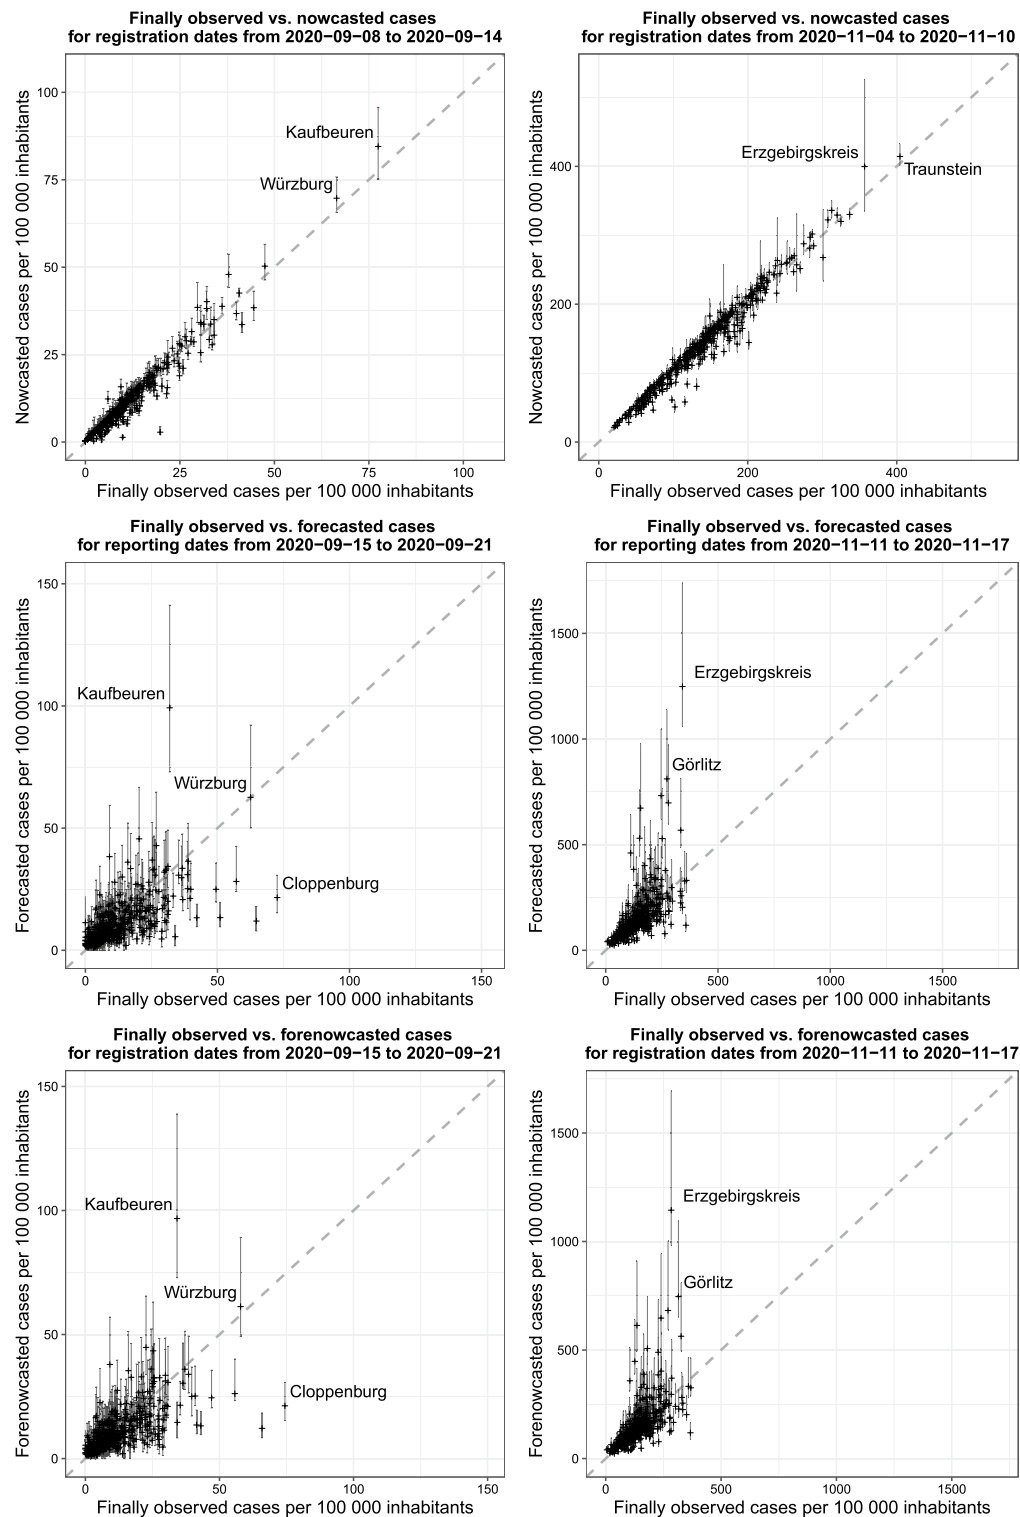 Finally observed vs. nowcasted cases
for registration dates from 2020−09−08 to 2020−09−14
Nowcasted cases per 100 000 inhabitants
100
75
50
25
0
Kaufbeuren
Würzburg
0 25 50 75 100
Finally observed cases per 100 000 inhabitants
Finally observed vs. nowcasted cases
for registration dates from 2020−11−04 to 2020−11−10
Nowcasted cases per 100 000 inhabitants
400
200
0
Erzgebirgskreis
Traunstein
0 200 400
Finally observed cases per 100 000 inhabitants
Finally observed vs. forecasted cases
for reporting dates from 2020−09−15 to 2020−09−21
Forecasted cases per 100 000 inhabitants
150
100
50
0
Kaufbeuren
Würzburg
Cloppenburg
0 50 100 150
Finally observed cases per 100 000 inhabitants
Finally observed vs. forecasted cases
for reporting dates from 2020−11−11 to 2020−11−17
Forecasted cases per 100 000 inhabitants
1500
1000
500
0
Erzgebirgskreis
Görlitz
0 500 1000 1500
Finally observed cases per 100 000 inhabitants
Finally observed vs. forenowcasted cases
for registration dates from 2020−09−15 to 2020−09−21
Forenowcasted cases per 100 000 inhabitants
150
100
50
0
Kaufbeuren
Würzburg
Cloppenburg
0 50 100 150
Finally observed cases per 100 000 inhabitants
Finally observed vs. forenowcasted cases
for registration dates from 2020−11−11 to 2020−11−17
Forenowcasted cases per 100 000 inhabitants
1500
1000
500
0
Erzgebirgskreis
Görlitz
0 500 1000 1500
Finally observed cases per 100 000 inhabitants